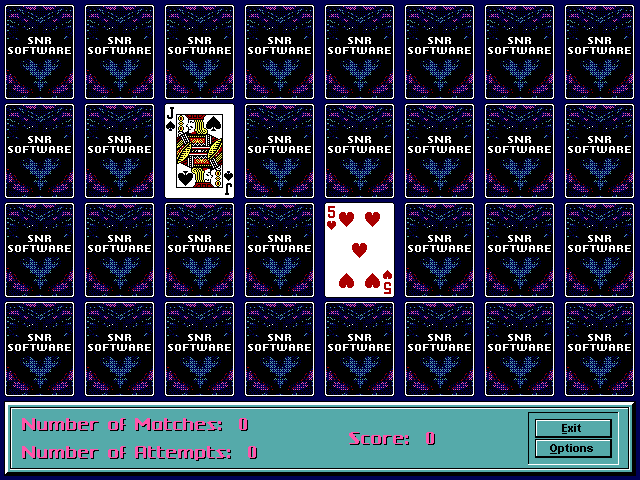 SNR SNR SNR SNR SNR SNR SNR SNR
SOFTWARE SOFTWARE SOFTWARE SOFTWARE SOFTWARE SOFTWARE SOFTWARE SOFTWARE
J
SNR SNR SNR SNR SNR SNR SNR
SOFTWARE SOFTWARE SOFTWARE SOFTWARE SOFTWARE SOFTWARE SOFTWARE
J
5
SNR SNR SNR SNR SNR SNR SNR
SOFTWARE SOFTWARE SOFTWARE SOFTWARE SOFTWARE SOFTWARE SOFTWARE
5
SNR SNR SNR SNR SNR SNR SNR SNR
SOFTWARE SOFTWARE SOFTWARE SOFTWARE SOFTWARE SOFTWARE SOFTWARE SOFTWARE
Number of Matches: 0
Number of Attempts: 0
Score: 0
Exit
Options